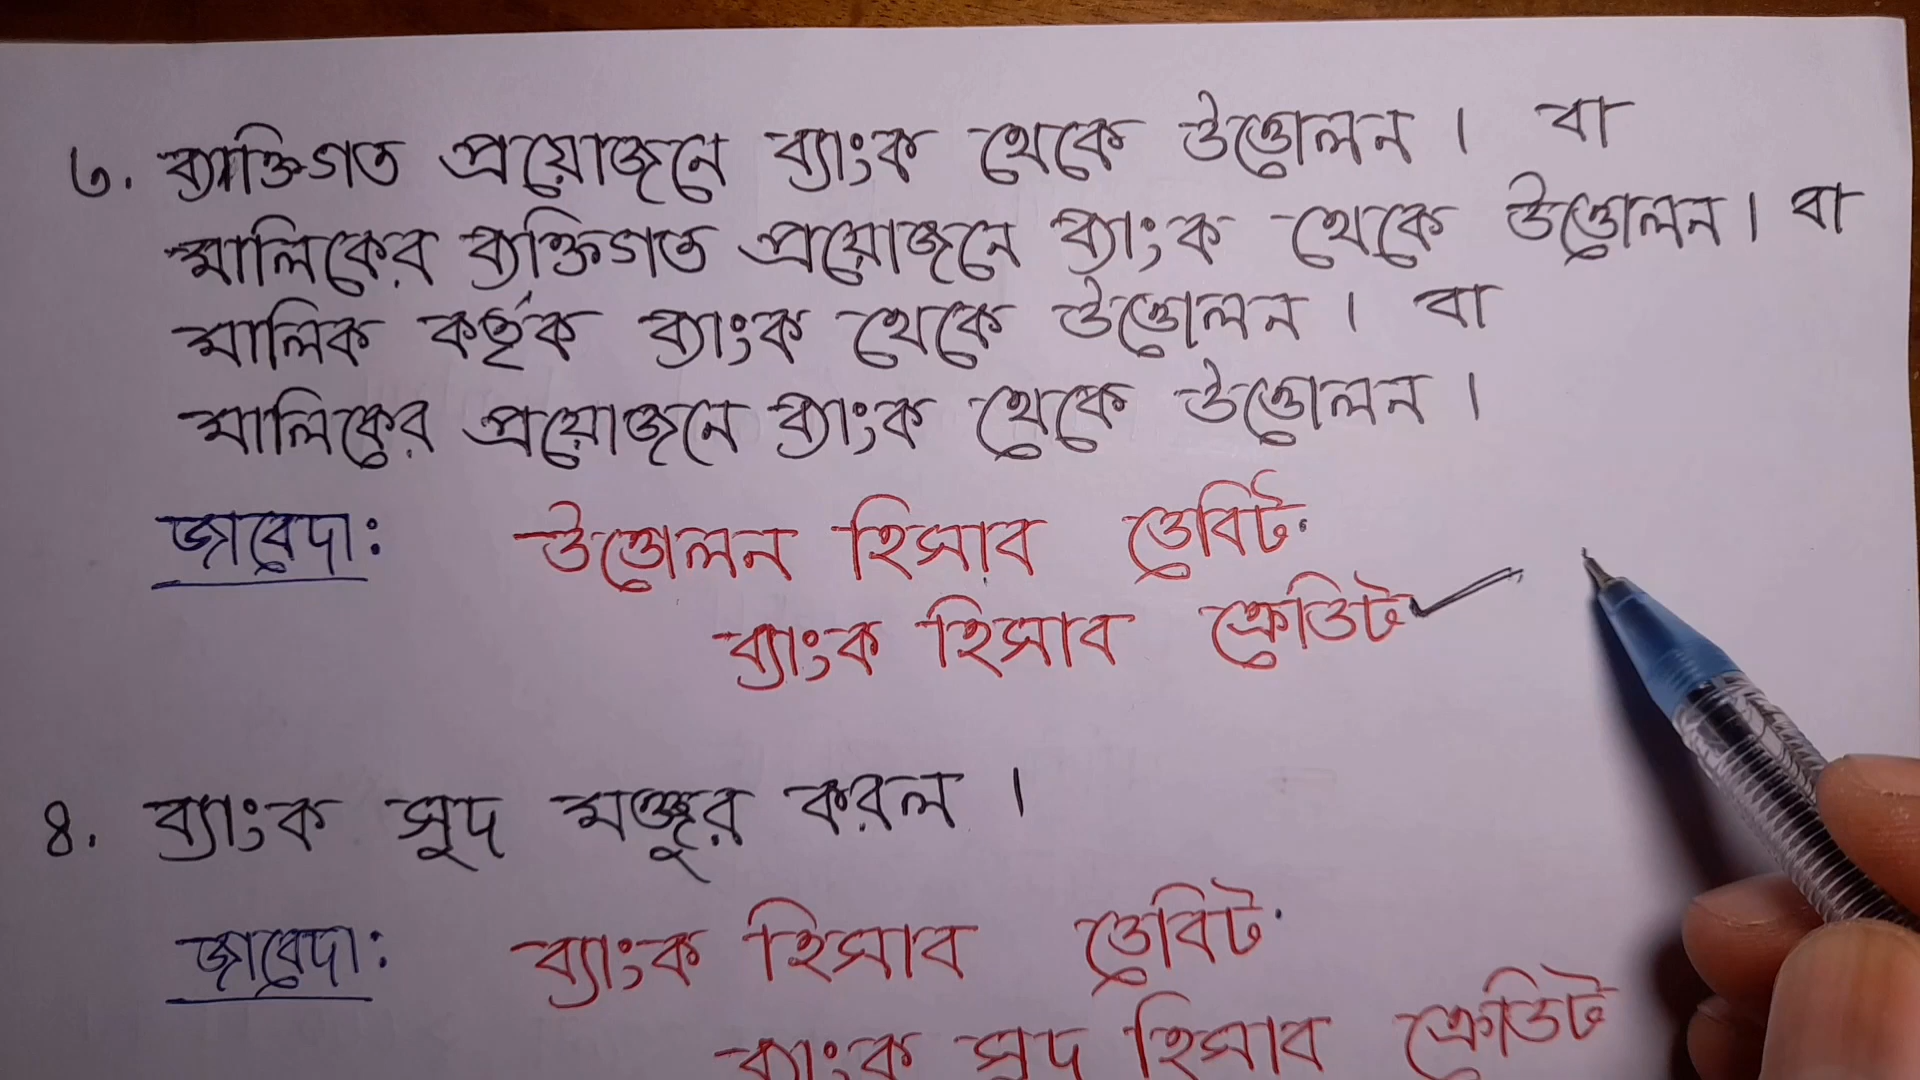 ৩. ব্যক্তিগত প্রয়োজনে ব্যাংক থেকে উত্তোলন। বা
মালিকের ব্যক্তিগত প্রয়োজনে ব্যাংক থেকে উত্তোলন। বা
মালিক কর্তৃক ব্যাংক থেকে উত্তোলন। বা
মালিকের প্রয়োজনে ব্যাংক থেকে উত্তোলন।
জাবেদা: উত্তোলন হিসাব ডেবিট
ব্যাংক হিসাব ক্রেডিট
৪. ব্যাংক সুদ মঞ্জুর করল।
জাবেদা: ব্যাংক হিসাব ডেবিট
ব্যাংক সুদ হিসাব ক্রেডিট